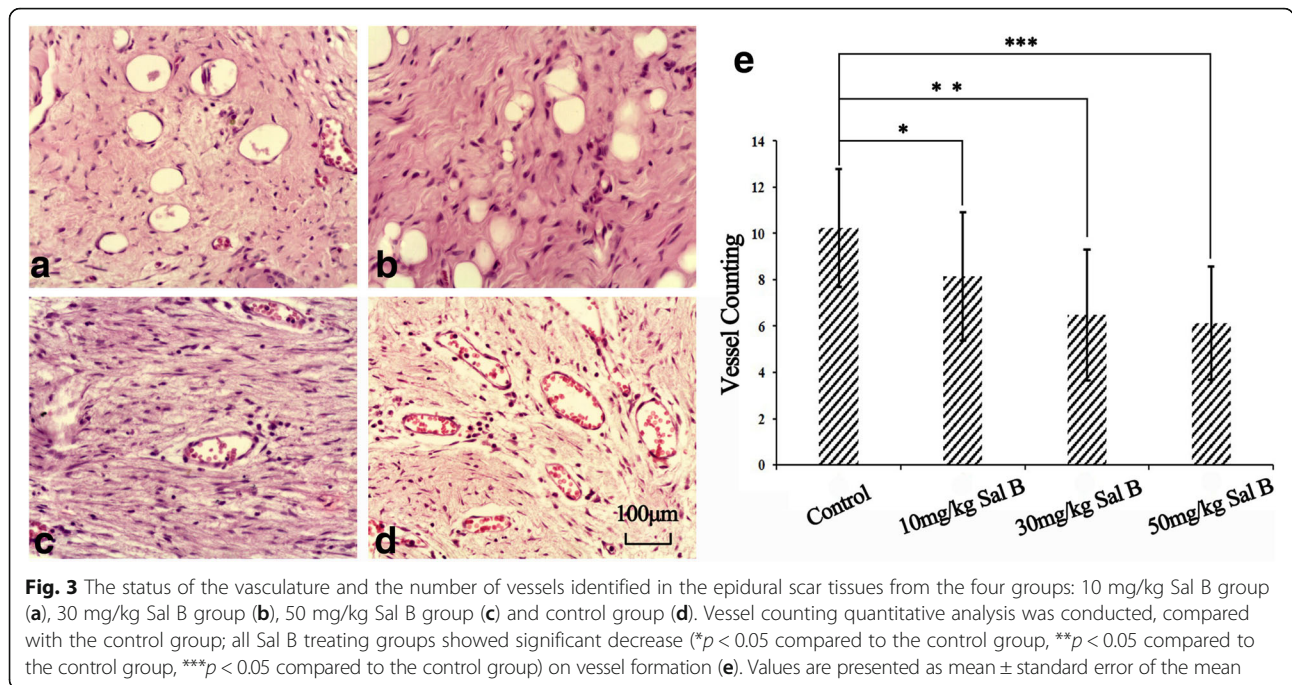 a
b
c
d
100μm
e
***
* *
*
14
12
10
8
6
4
2
0
Vessel Counting
Control
10mg/kg Sal B
30mg/kg Sal B
50mg/kg Sal B
Fig. 3 The status of the vasculature and the number of vessels identified in the epidural scar tissues from the four groups: 10 mg/kg Sal B group
(a), 30 mg/kg Sal B group (b), 50 mg/kg Sal B group (c) and control group (d). Vessel counting quantitative analysis was conducted, compared
with the control group; all Sal B treating groups showed significant decrease (*p < 0.05 compared to the control group, **p < 0.05 compared to
the control group, ***p < 0.05 compared to the control group) on vessel formation (e). Values are presented as mean ± standard error of the mean